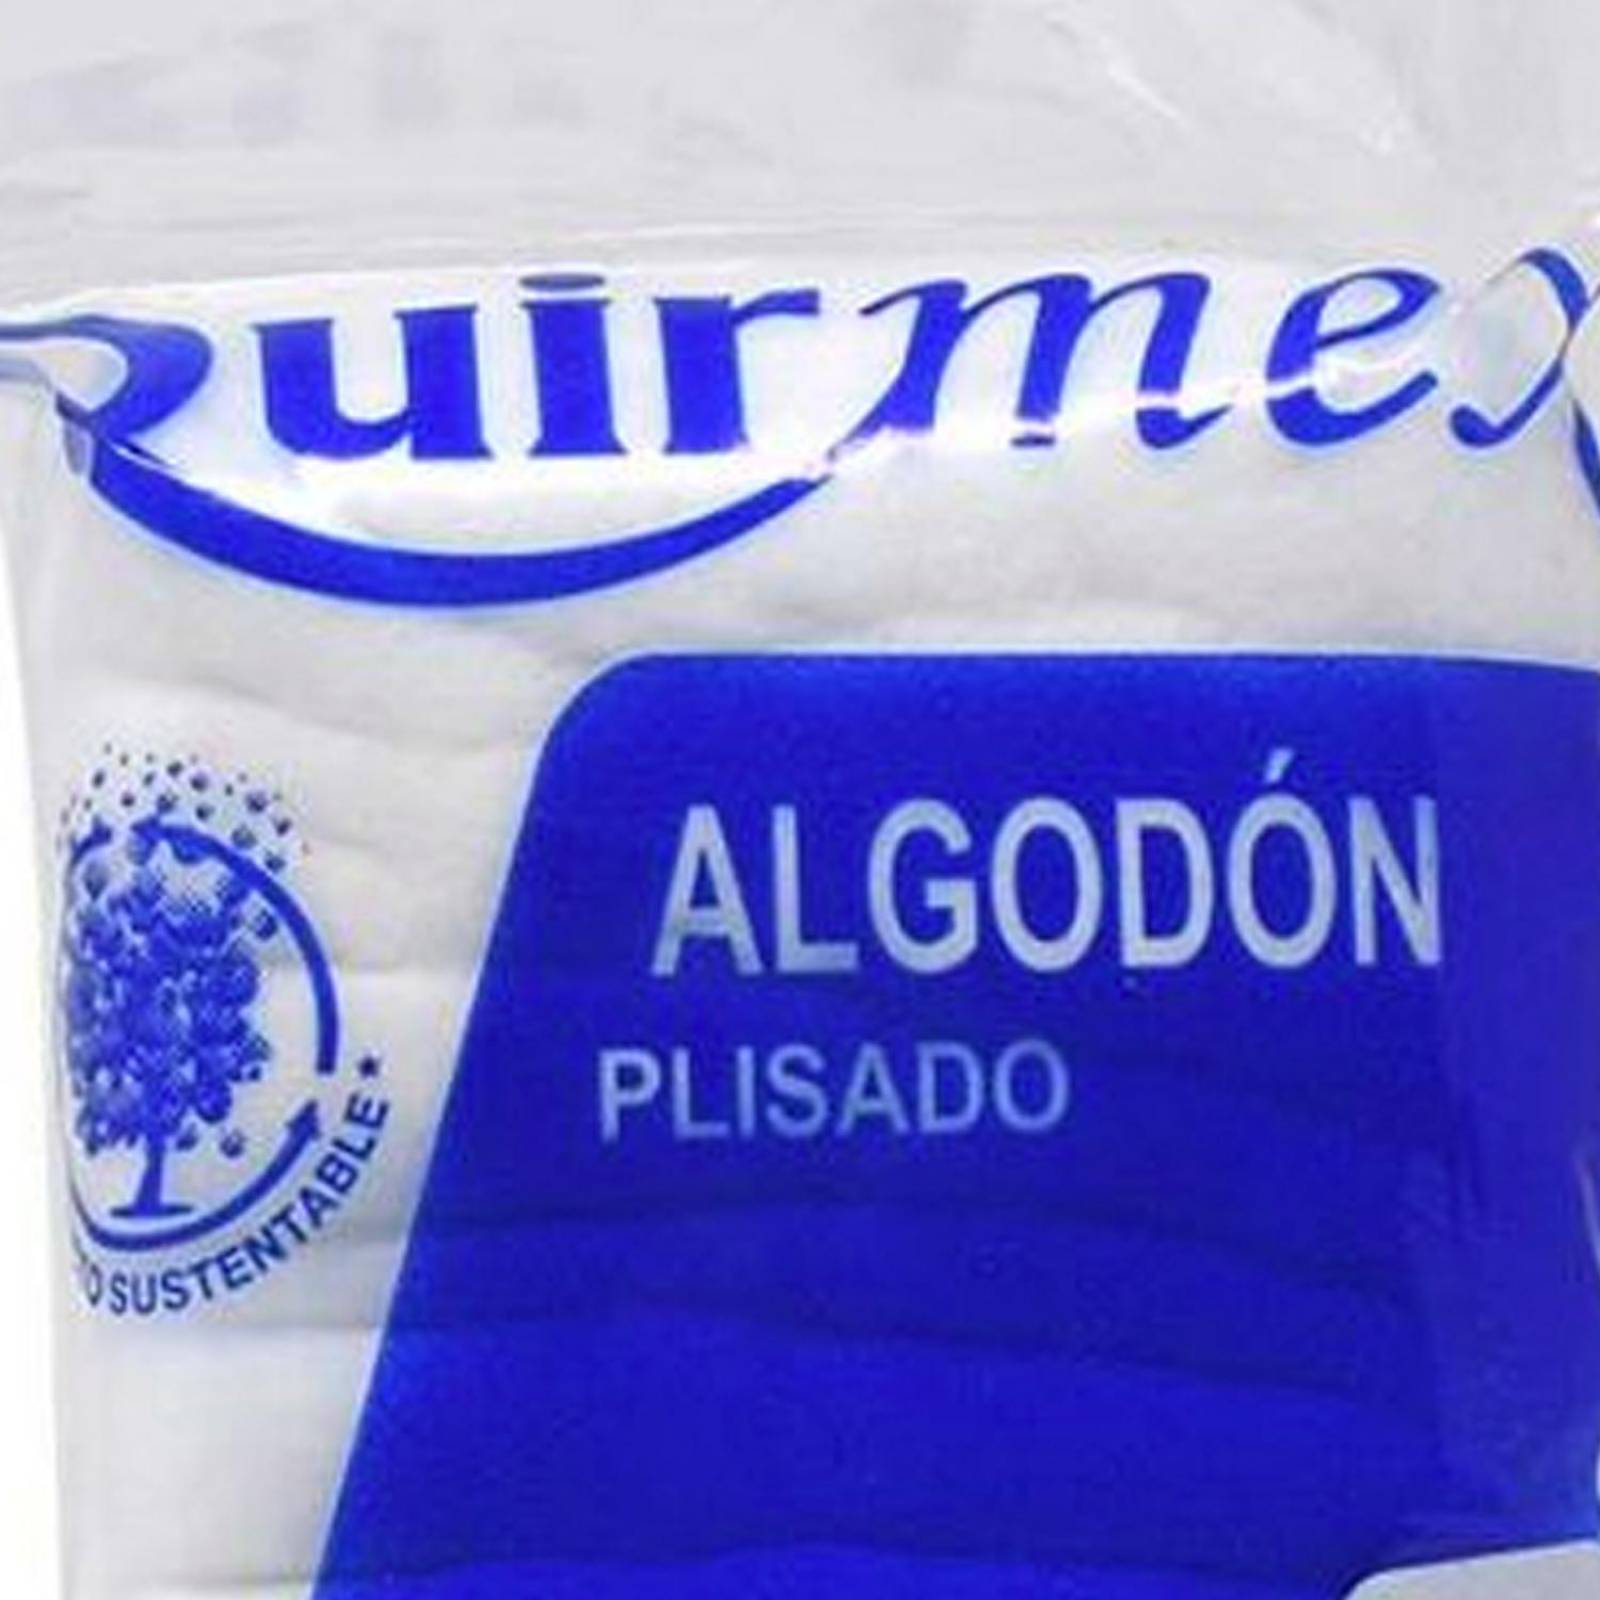 Quirmex
ALGODÓN
PLISADO
SUSTENTABLE